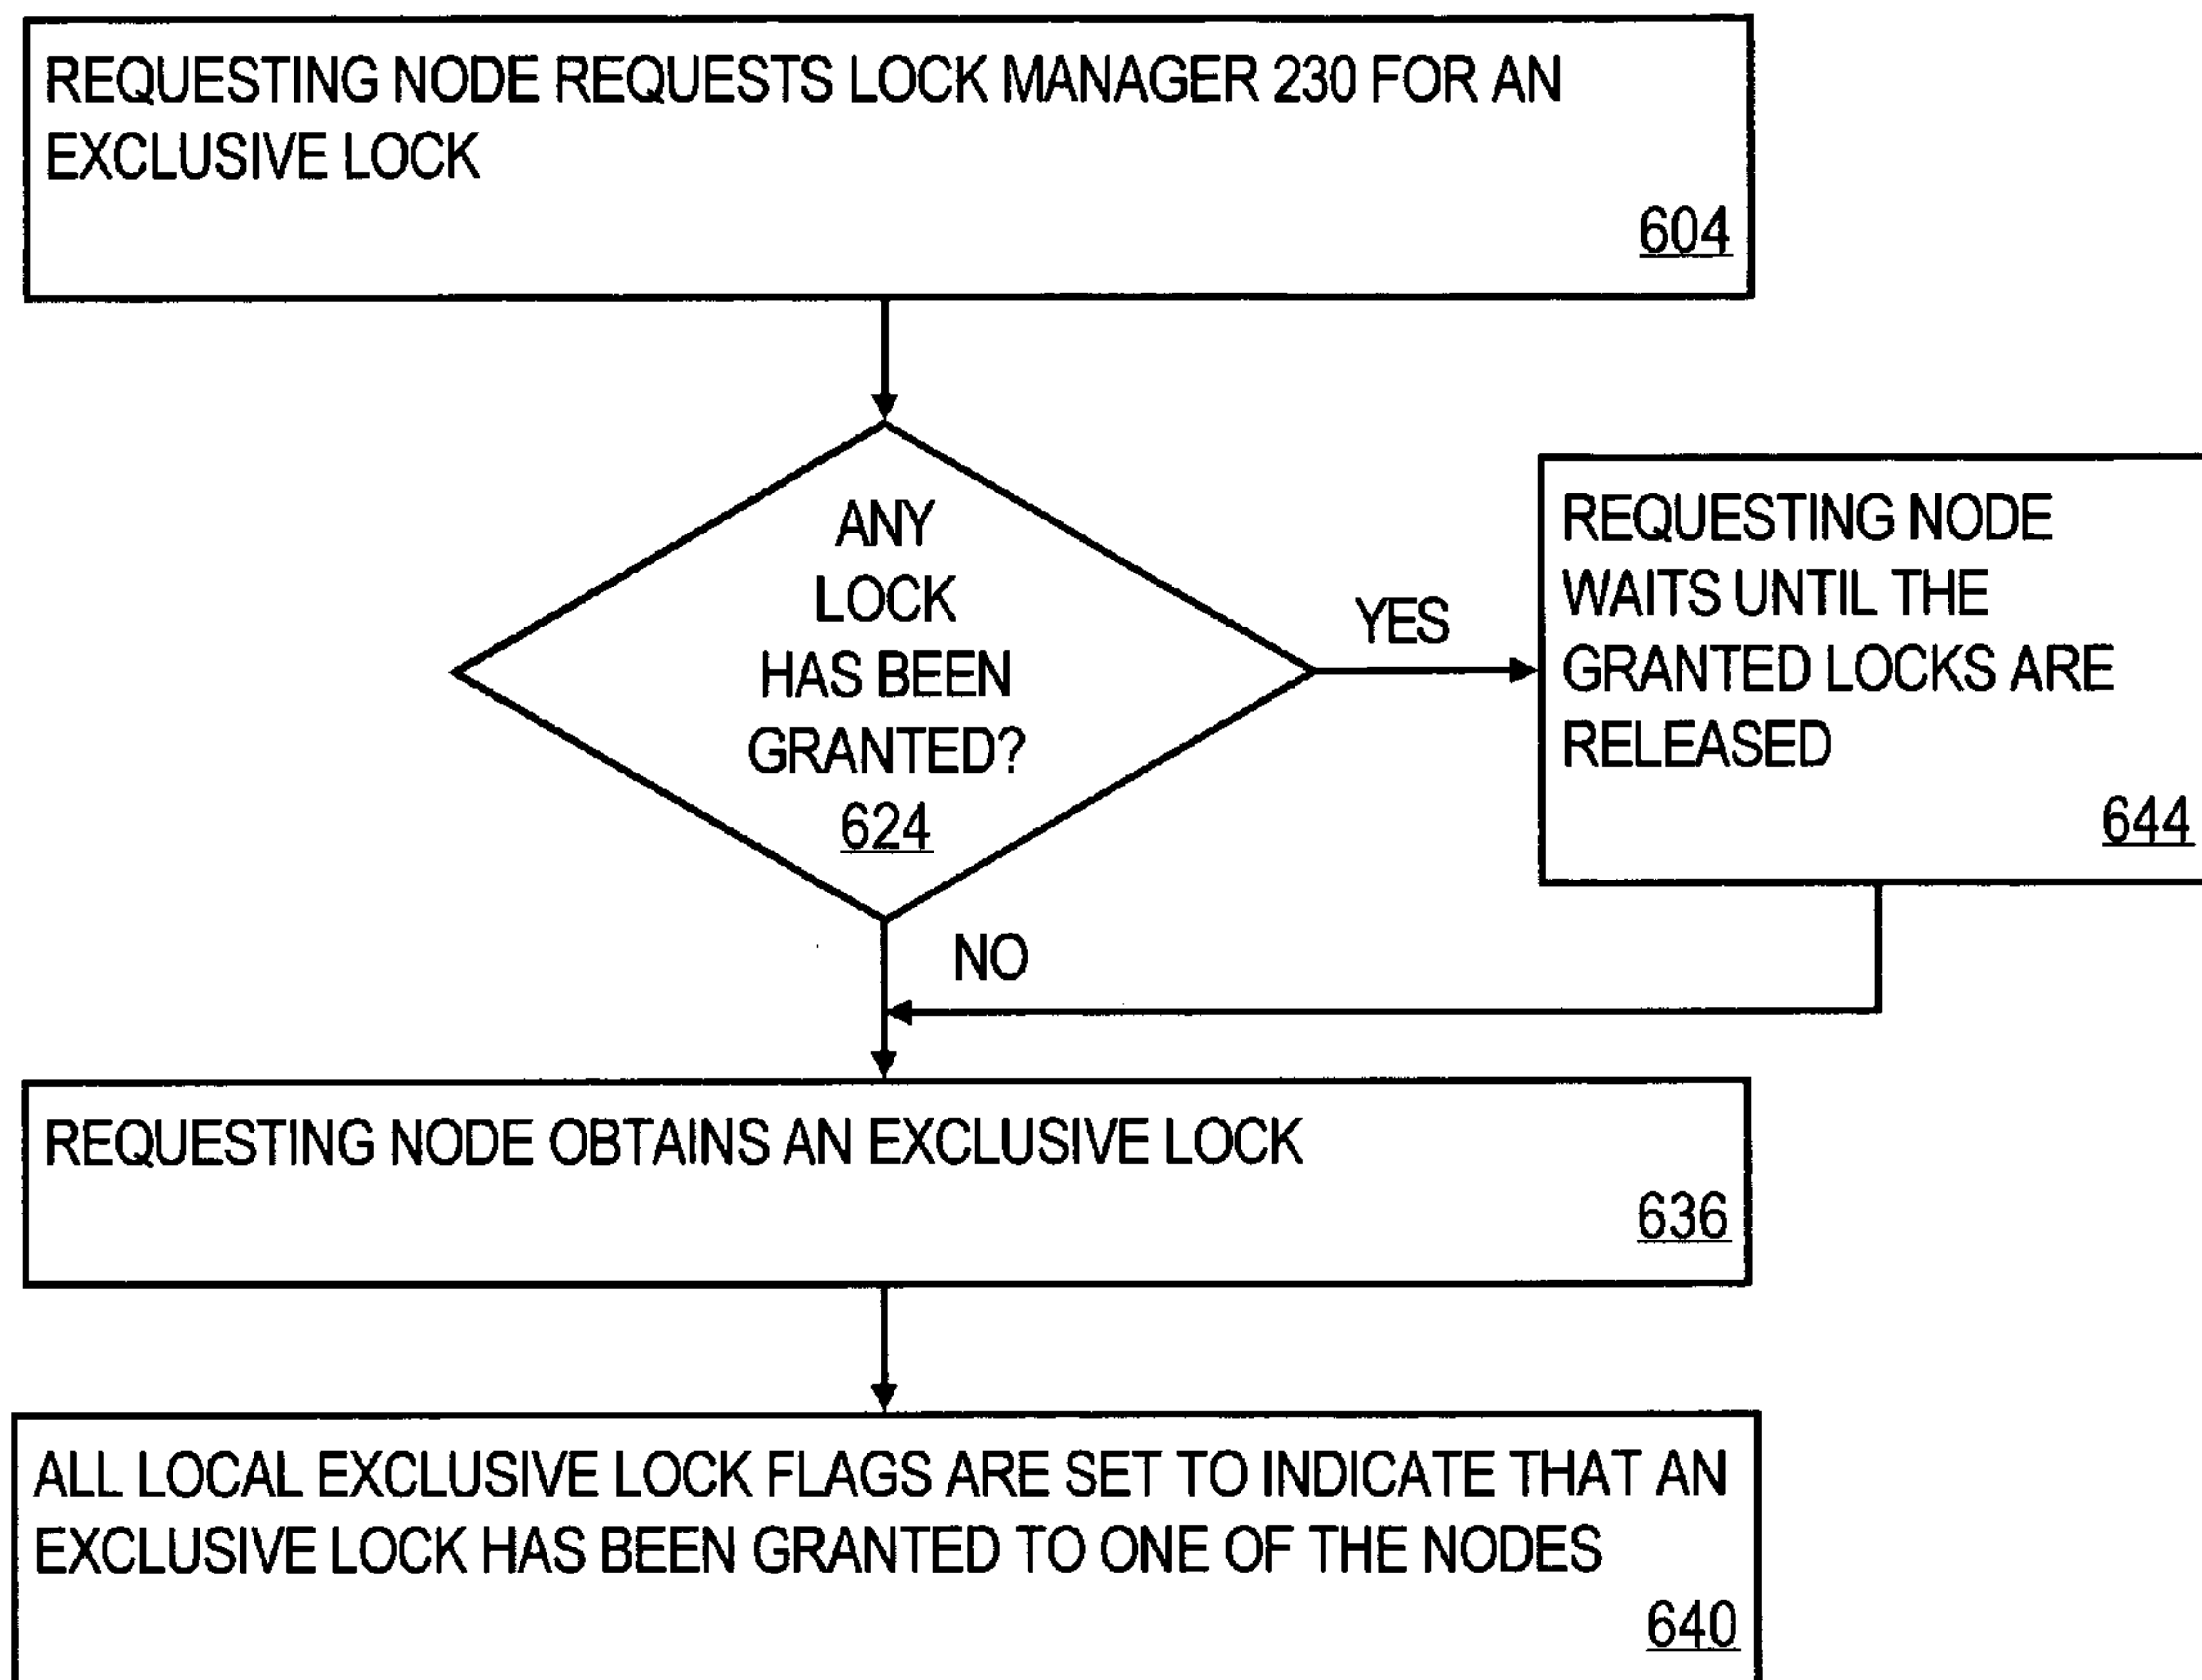 REQUESTING NODE REQUESTS LOCK MANAGER 230 FOR AN
EXCLUSIVE LOCK
604
ANY
LOCK
HAS BEEN
GRANTED?
624
YES
REQUESTING NODE
WAITS UNTIL THE
GRANTED LOCKS ARE
RELEASED
644
NO
REQUESTING NODE OBTAINS AN EXCLUSIVE LOCK
636
ALL LOCAL EXCLUSIVE LOCK FLAGS ARE SET TO INDICATE THAT AN
EXCLUSIVE LOCK HAS BEEN GRANTED TO ONE OF THE NODES
640